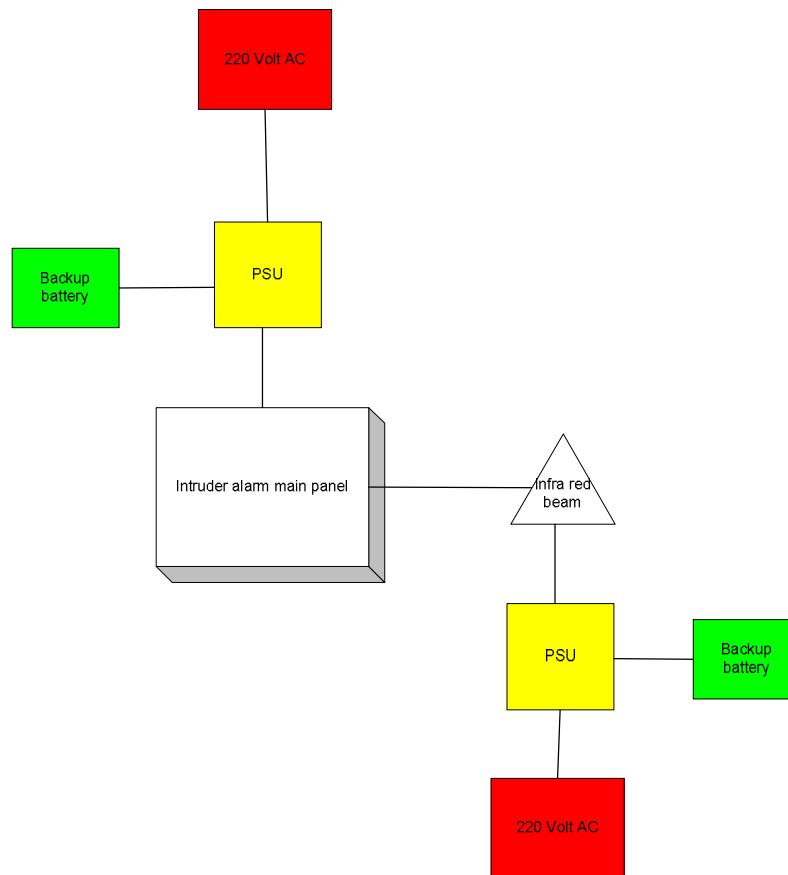 220 Volt AC
PSU
Backup
battery
Intruder alarm main panel
Infra red
beam
PSU
Backup
battery
220 Volt AC